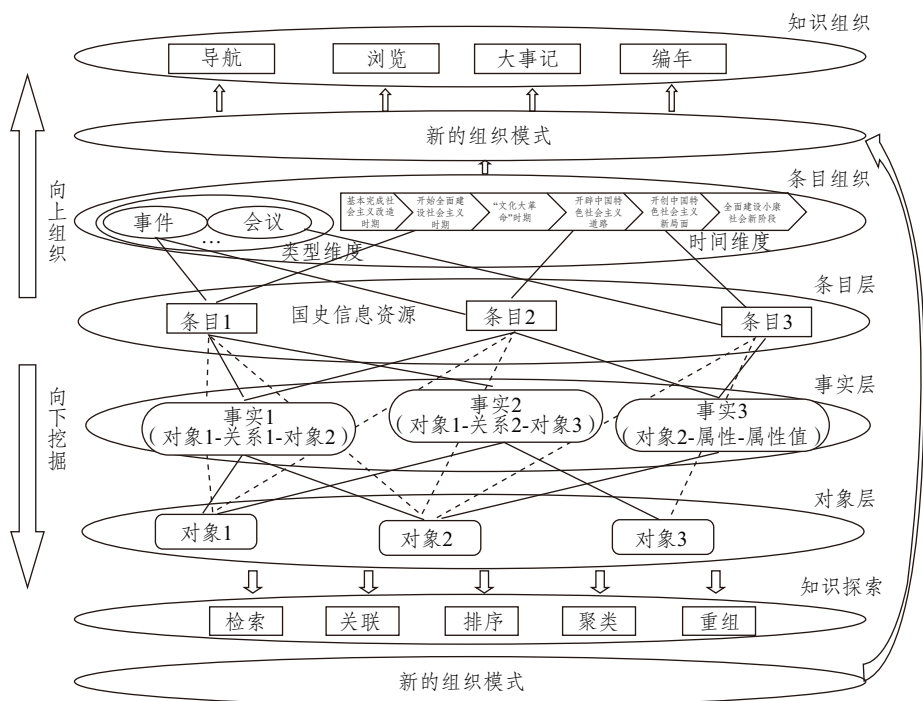 知识组织
导航
浏览
大事记
编年
新的组织模式
向上组织
条目组织
事件
会议
…
类型维度
基本完成社
会主义改造
时期
开始全面建
设社会主义
时期
“文化大革
命”时期
开辟中国特
色社会主义
道路
开创中国特
色社会主义
新局面
全面建设小康
社会新阶段
时间维度
条目层
条目1
国史信息资源
条目2
条目3
向下挖掘
事实层
事实1
(对象1-关系1-对象2)
事实2
(对象1-关系2-对象3)
事实3
(对象2-属性-属性值)
对象层
对象1
对象2
对象3
知识探索
检索
关联
排序
聚类
重组
新的组织模式